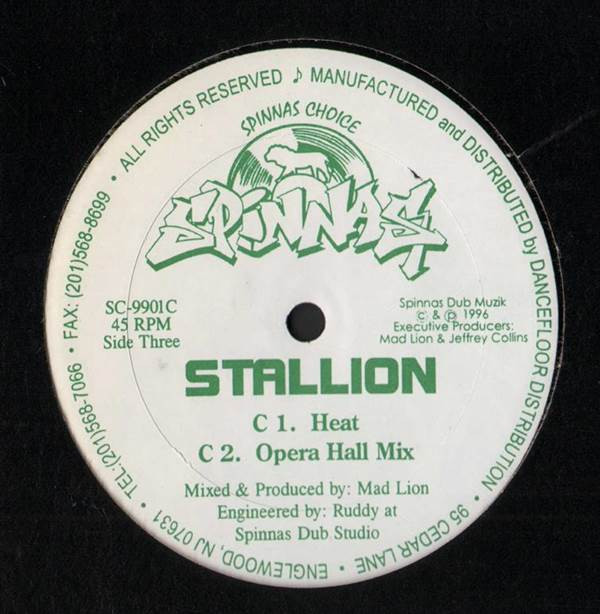 ALL RIGHTS RESERVED ♪ MANUFACTURED and DISTRIBUTED by DANCEFLOOR DISTRIBUTION • 95 CEDAR LANE • ENGLEWOOD, NJ 07631 • TEL:(201)568-7066 • FAX: (201)568-8699 •
SPINNAS CHOICE
SPINNAS
SC-9901C
45 RPM
Side Three
Spinnas Dub Muzik
© & ℗ 1996
Executive Producers:
Mad Lion & Jeffrey Collins
STALLION
C 1. Heat
C 2. Opera Hall Mix
Mixed & Produced by: Mad Lion
Engineered by: Ruddy at
Spinnas Dub Studio